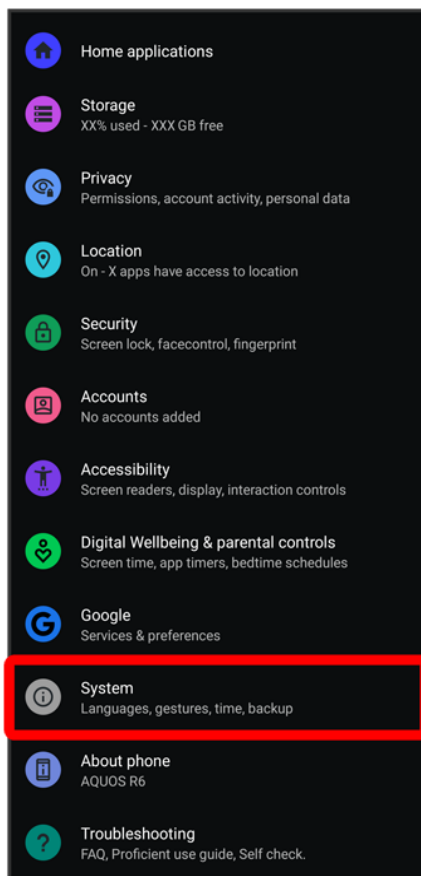 Home applications
Storage
XX% used - XXX GB free
Privacy
Permissions, account activity, personal data
Location
On - X apps have access to location
Security
Screen lock, facecontrol, fingerprint
Accounts
No accounts added
Accessibility
Screen readers, display, interaction controls
Digital Wellbeing & parental controls
Screen time, app timers, bedtime schedules
Google
Services & preferences
System
Languages, gestures, time, backup
About phone
AQUOS R6
Troubleshooting
FAQ, Proficient use guide, Self check.